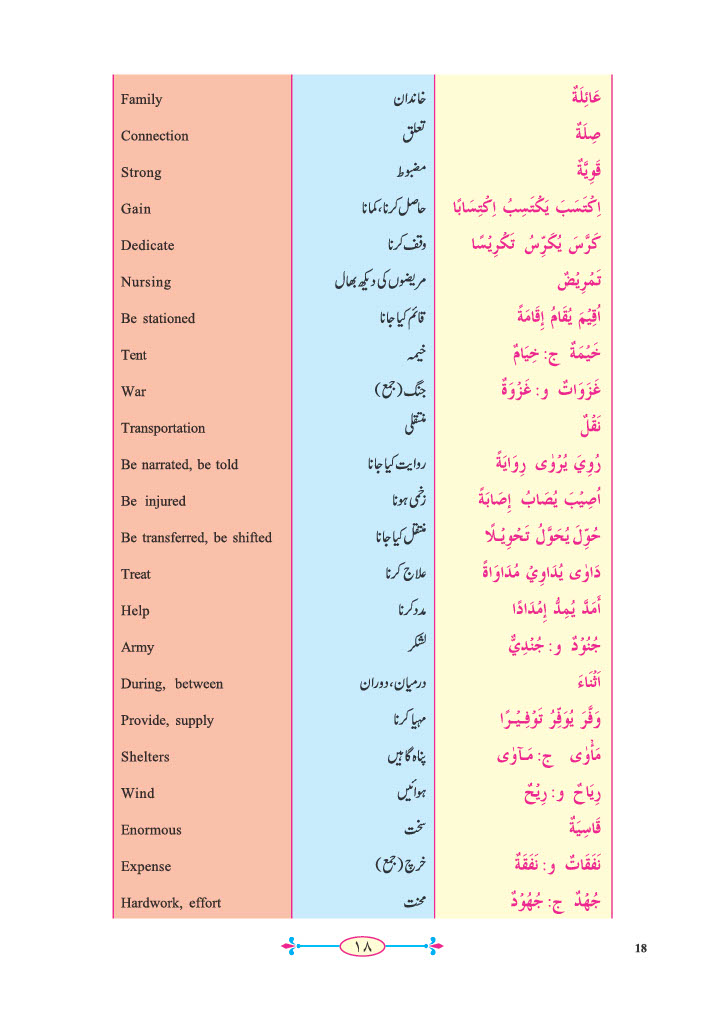 Family خاندان عَائِلَةٌ
Connection تعلق صِلَةٌ
Strong مضبوط قَوِيَّةٌ
Gain حاصل کرنا، کمانا اِكْتَسَبَ يَكْتَسِبُ اِكْتِسَابًا
Dedicate وقف کرنا كَرَّسَ يُكَرِّسُ تَكْرِيْسًا
Nursing مریضوں کی دیکھ بھال تَمْرِيْضٌ
Be stationed قائم کیا جانا اُقِيْمَ يُقَامُ إِقَامَةً
Tent خیمہ خَيْمَةٌ ج: خِيَامٌ
War جنگ (جمع) غَزَوَاتٌ و: غَزْوَةٌ
Transportation منتقلی نَقْلٌ
Be narrated, be told روایت کیا جانا رُوِيَ يُرْوٰى رِوَايَةً
Be injured زخمی ہونا اُصِيْبَ يُصَابُ إِصَابَةً
Be transferred, be shifted منتقل کیا جانا حُوِّلَ يُحَوَّلُ تَحْوِيْلًا
Treat علاج کرنا دَاوٰى يُدَاوِيْ مُدَاوَاةً
Help مدد کرنا أَمَدَّ يُمِدُّ إِمْدَادًا
Army لشکر جُنُوْدٌ و: جُنْدِيٌّ
During, between درمیان، دوران اَثْنَاءَ
Provide, supply مہیا کرنا وَفَّرَ يُوَفِّرُ تَوْفِيْرًا
Shelters پناہ گاہیں مَأْوٰى ج: مَآوٰى
Wind ہوائیں رِيَاحٌ و: رِيْحٌ
Enormous سخت قَاسِيَةٌ
Expense خرچ (جمع) نَفَقَاتٌ و: نَفَقَةٌ
Hardwork, effort محنت جُهْدٌ ج: جُهُوْدٌ
١٨
18